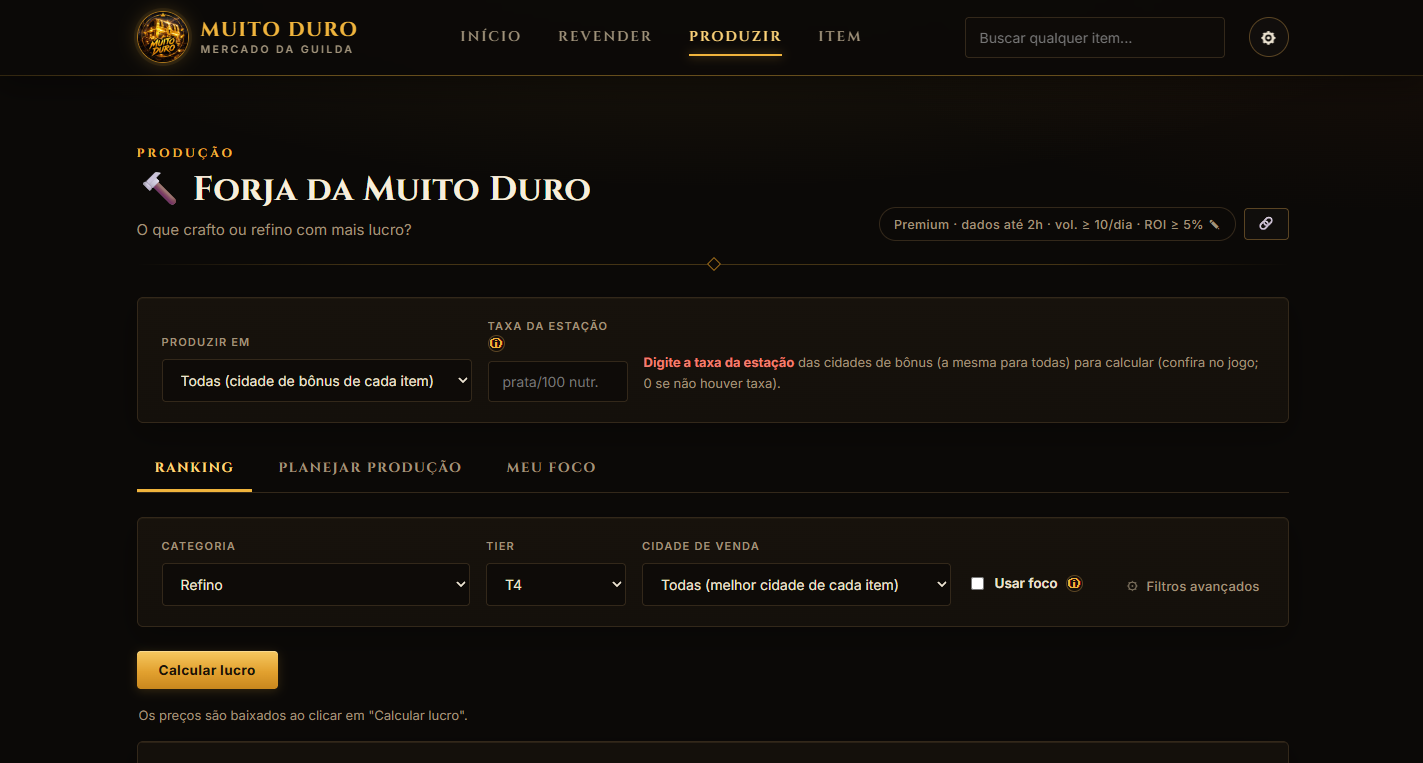 MUITO DURO
MERCADO DA GUILDA
INÍCIO
REVENDER
PRODUZIR
ITEM
Buscar qualquer item...
PRODUÇÃO
Forja da Muito Duro
O que crafto ou refino com mais lucro?
Premium · dados até 2h · vol. ≥ 10/dia · ROI ≥ 5%
PRODUZIR EM
Todas (cidade de bônus de cada item)
TAXA DA ESTAÇÃO
prata/100 nutr.
Digite a taxa da estação das cidades de bônus (a mesma para todas) para calcular (confira no jogo;
0 se não houver taxa).
RANKING
PLANEJAR PRODUÇÃO
MEU FOCO
CATEGORIA
Refino
TIER
T4
CIDADE DE VENDA
Todas (melhor cidade de cada item)
Usar foco
Filtros avançados
Calcular lucro
Os preços são baixados ao clicar em "Calcular lucro".